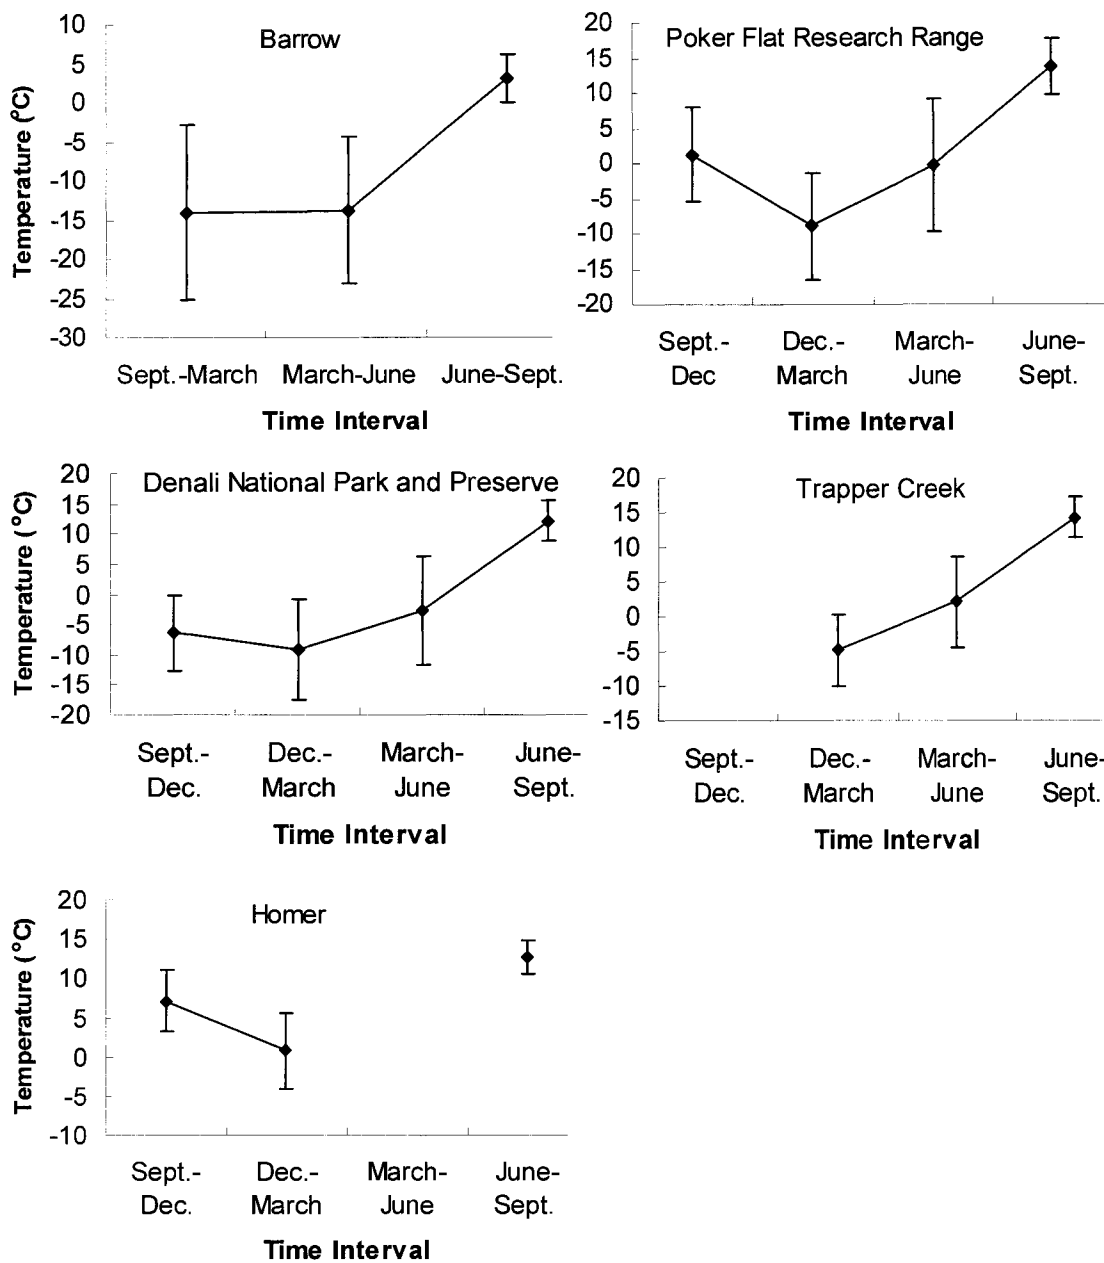 Barrow
Temperature (°C)
10
5
0
-5
-10
-15
-20
-25
-30
Sept.-March March-June June-Sept.
Time Interval
Poker Flat Research Range
20
15
10
5
0
-5
-10
-15
-20
Sept.- Dec.- March- June-
Dec March June Sept.
Time Interval
Denali National Park and Preserve
Temperature (°C)
20
15
10
5
0
-5
-10
-15
-20
Sept.- Dec.- March- June-
Dec. March June Sept.
Time Interval
Trapper Creek
20
15
10
5
0
-5
-10
-15
Sept.- Dec.- March- June-
Dec. March June Sept.
Time Interval
Homer
Temperature (°C)
20
15
10
5
0
-5
-10
Sept.- Dec.- March- June-
Dec. March June Sept.
Time Interval